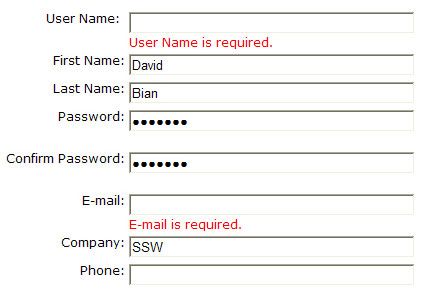 User Name:
User Name is required.
First Name: David
Last Name: Bian
Password: •••••••
Confirm Password: •••••••
E-mail:
E-mail is required.
Company: SSW
Phone: